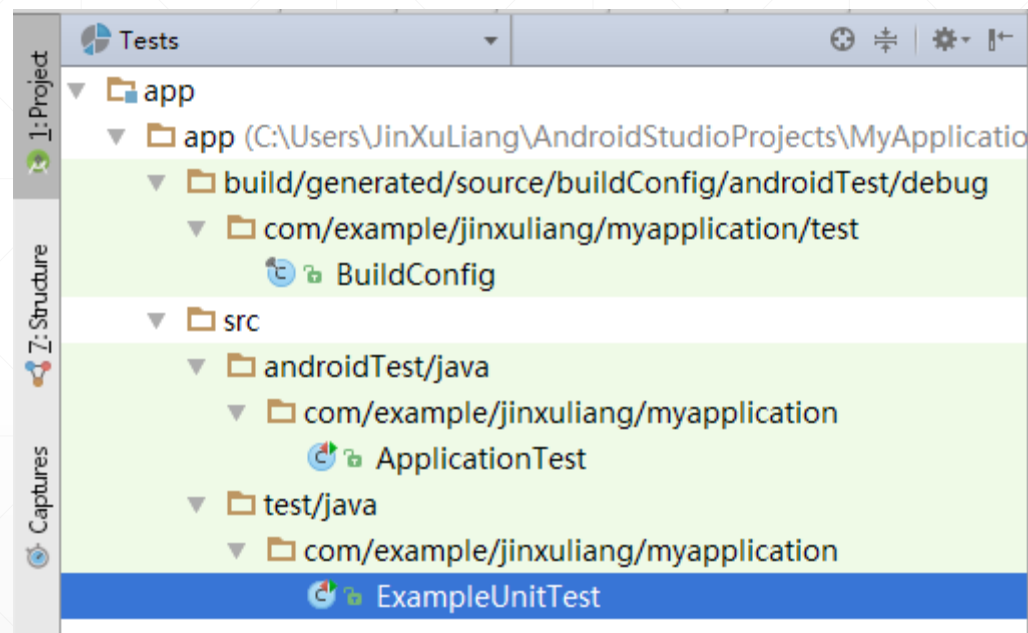 Tests
1: Project
app
app (C:\Users\JinXuLiang\AndroidStudioProjects\MyApplicatio
build/generated/source/buildConfig/androidTest/debug
com/example/jinxuliang/myapplication/test
BuildConfig
Z: Structure
src
androidTest/java
com/example/jinxuliang/myapplication
ApplicationTest
Captures
test/java
com/example/jinxuliang/myapplication
ExampleUnitTest